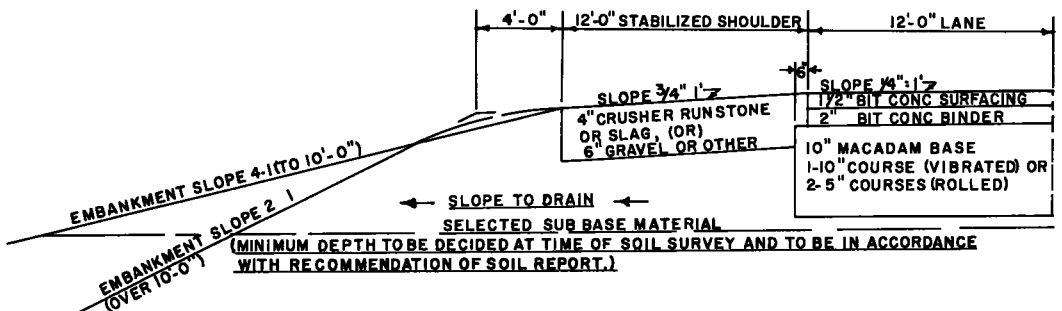 4'-0" 12'-0" STABILIZED SHOULDER 12'-0" LANE
6"
SLOPE 3/4" 1' SLOPE 1/4" : 1'
4" CRUSHER RUNSTONE
OR SLAG, (OR)
6" GRAVEL OR OTHER
1 1/2" BIT CONC SURFACING
2" BIT CONC BINDER
10" MACADAM BASE
1-10" COURSE (VIBRATED) OR
2-5" COURSES (ROLLED)
EMBANKMENT SLOPE 4-1 (TO 10'-0")
EMBANKMENT SLOPE 2 1
(OVER 10'-0")
SLOPE TO DRAIN
SELECTED SUB BASE MATERIAL
(MINIMUM DEPTH TO BE DECIDED AT TIME OF SOIL SURVEY AND TO BE IN ACCORDANCE
WITH RECOMMENDATION OF SOIL REPORT.)